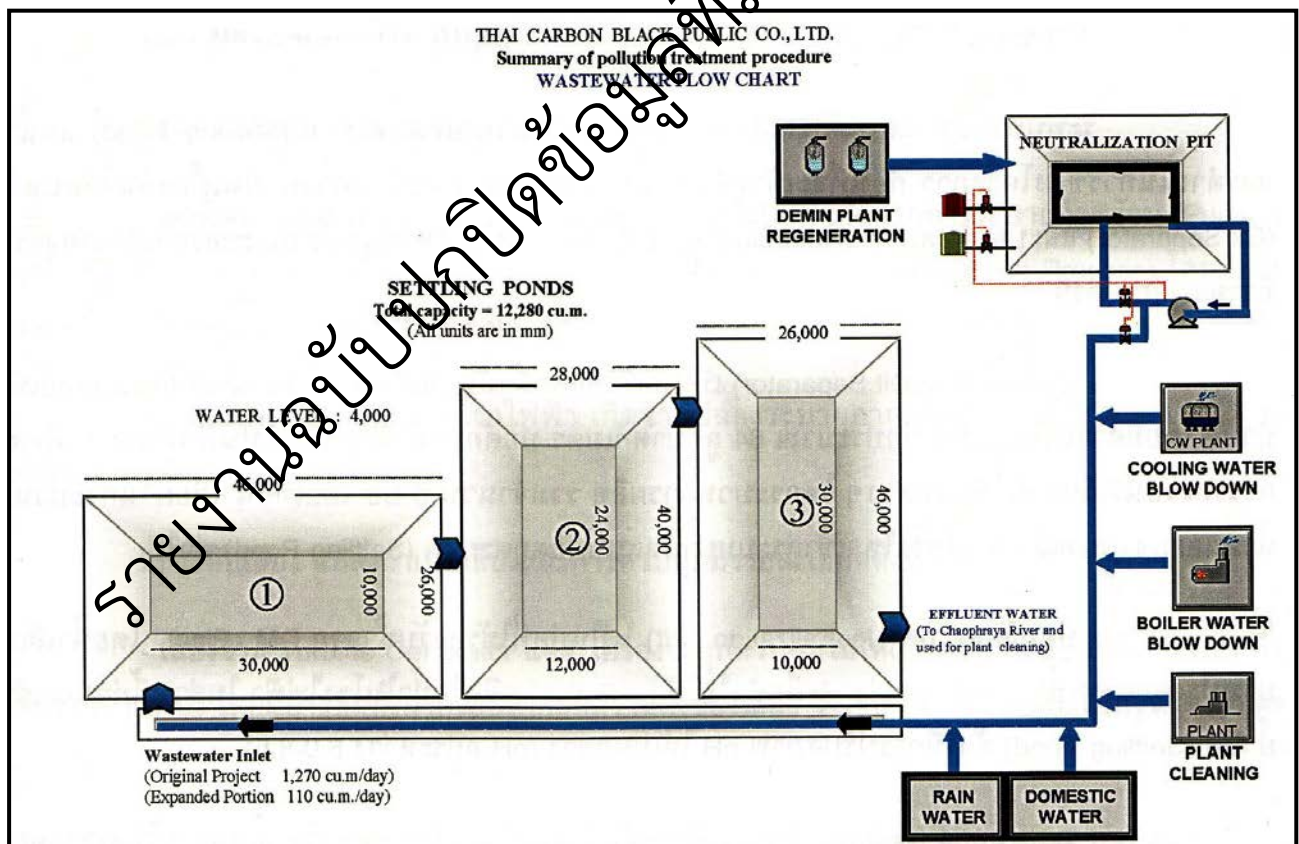 THAI CARBON BLACK PUBLIC CO.,LTD.
Summary of pollution treatment procedure
WASTEWATER FLOW CHART
รายงานฉบับปกปิดข้อมูล
NEUTRALIZATION PIT
DEMIN PLANT
REGENERATION
SETTLING PONDS
Total capacity = 12,280 cu.m.
(All units are in mm)
WATER LEVEL : 4,000
46,000
28,000
26,000
①
10,000
26,000
30,000
②
24,000
40,000
12,000
③
30,000
46,000
10,000
CW PLANT
COOLING WATER
BLOW DOWN
BOILER WATER
BLOW DOWN
EFFLUENT WATER
(To Chaophraya River and
used for plant cleaning)
PLANT
PLANT
CLEANING
Wastewater Inlet
(Original Project 1,270 cu.m/day)
(Expanded Portion 110 cu.m./day)
RAIN
WATER
DOMESTIC
WATER